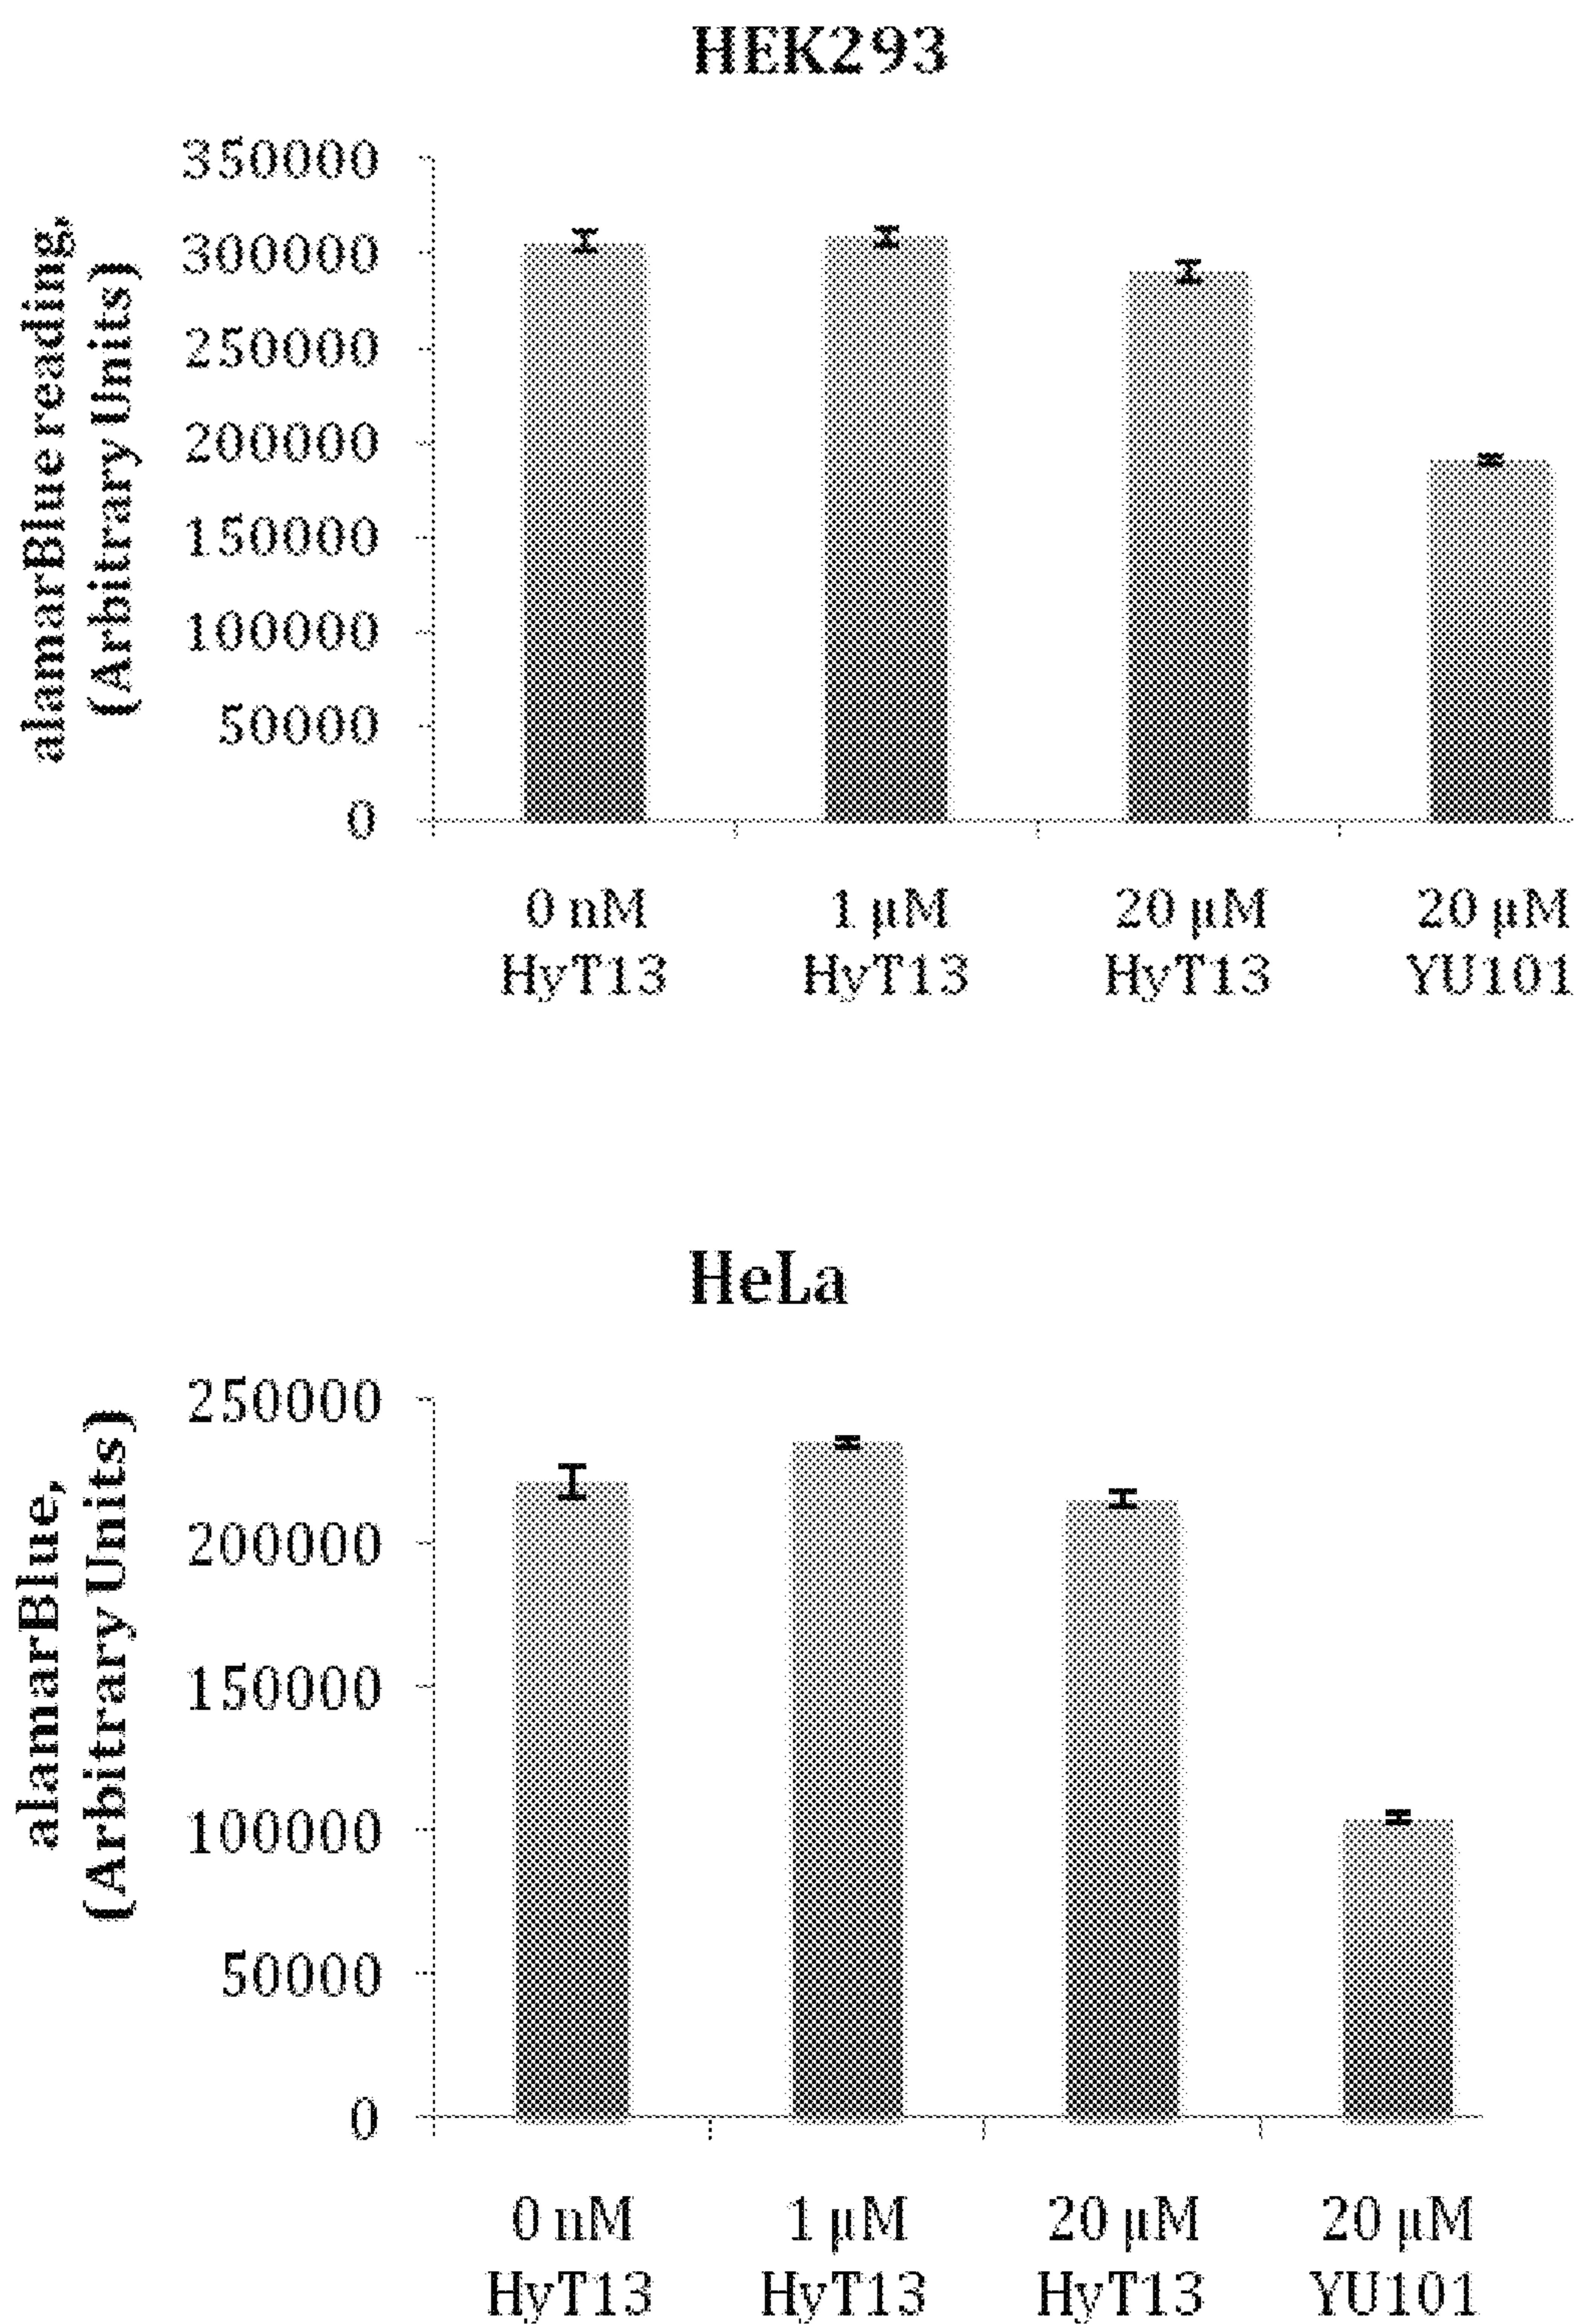 HEK293
alamarBlue reading,
(Arbitrary Units)
350000
300000
250000
200000
150000
100000
50000
0
0 nM
HyT13
1 μM
HyT13
20 μM
HyT13
20 μM
YU101
HeLa
alamarBlue,
(Arbitrary Units)
250000
200000
150000
100000
50000
0
0 nM
HyT13
1 μM
HyT13
20 μM
HyT13
20 μM
YU101